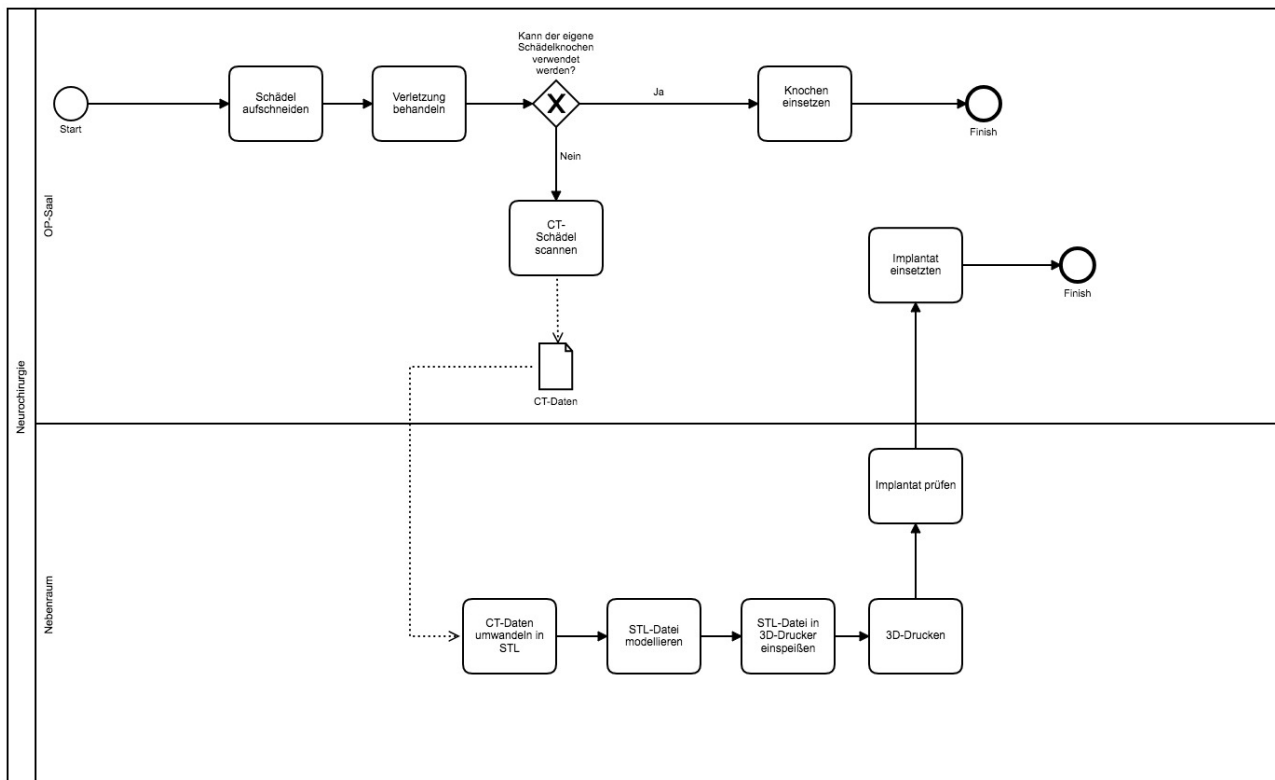 Neurochirurgie
OP-Saal
Start
Schädel
aufschneiden
Verletzung
behandeln
Kann der eigene
Schädelknochen
verwendet
werden?
Ja
Knochen
einsetzen
Finish
Nein
CT-
Schädel
scannen
CT-Daten
Implantat
einsetzten
Finish
Nebenraum
Implantat prüfen
CT-Daten
umwandeln in
STL
STL-Datei
modellieren
STL-Datei in
3D-Drucker
einspeißen
3D-Drucken